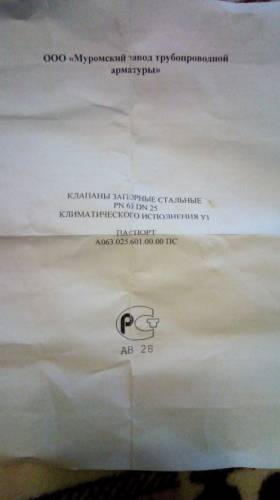 ООО «Муромский завод трубопроводной
арматуры»
КЛАПАНЫ ЗАПОРНЫЕ СТАЛЬНЫЕ
PN 63 DN 25
КЛИМАТИЧЕСКОГО ИСПОЛНЕНИЯ У1
ПАСПОРТ
А063.025.601.00.00 ПС
РСТ
АВ 28